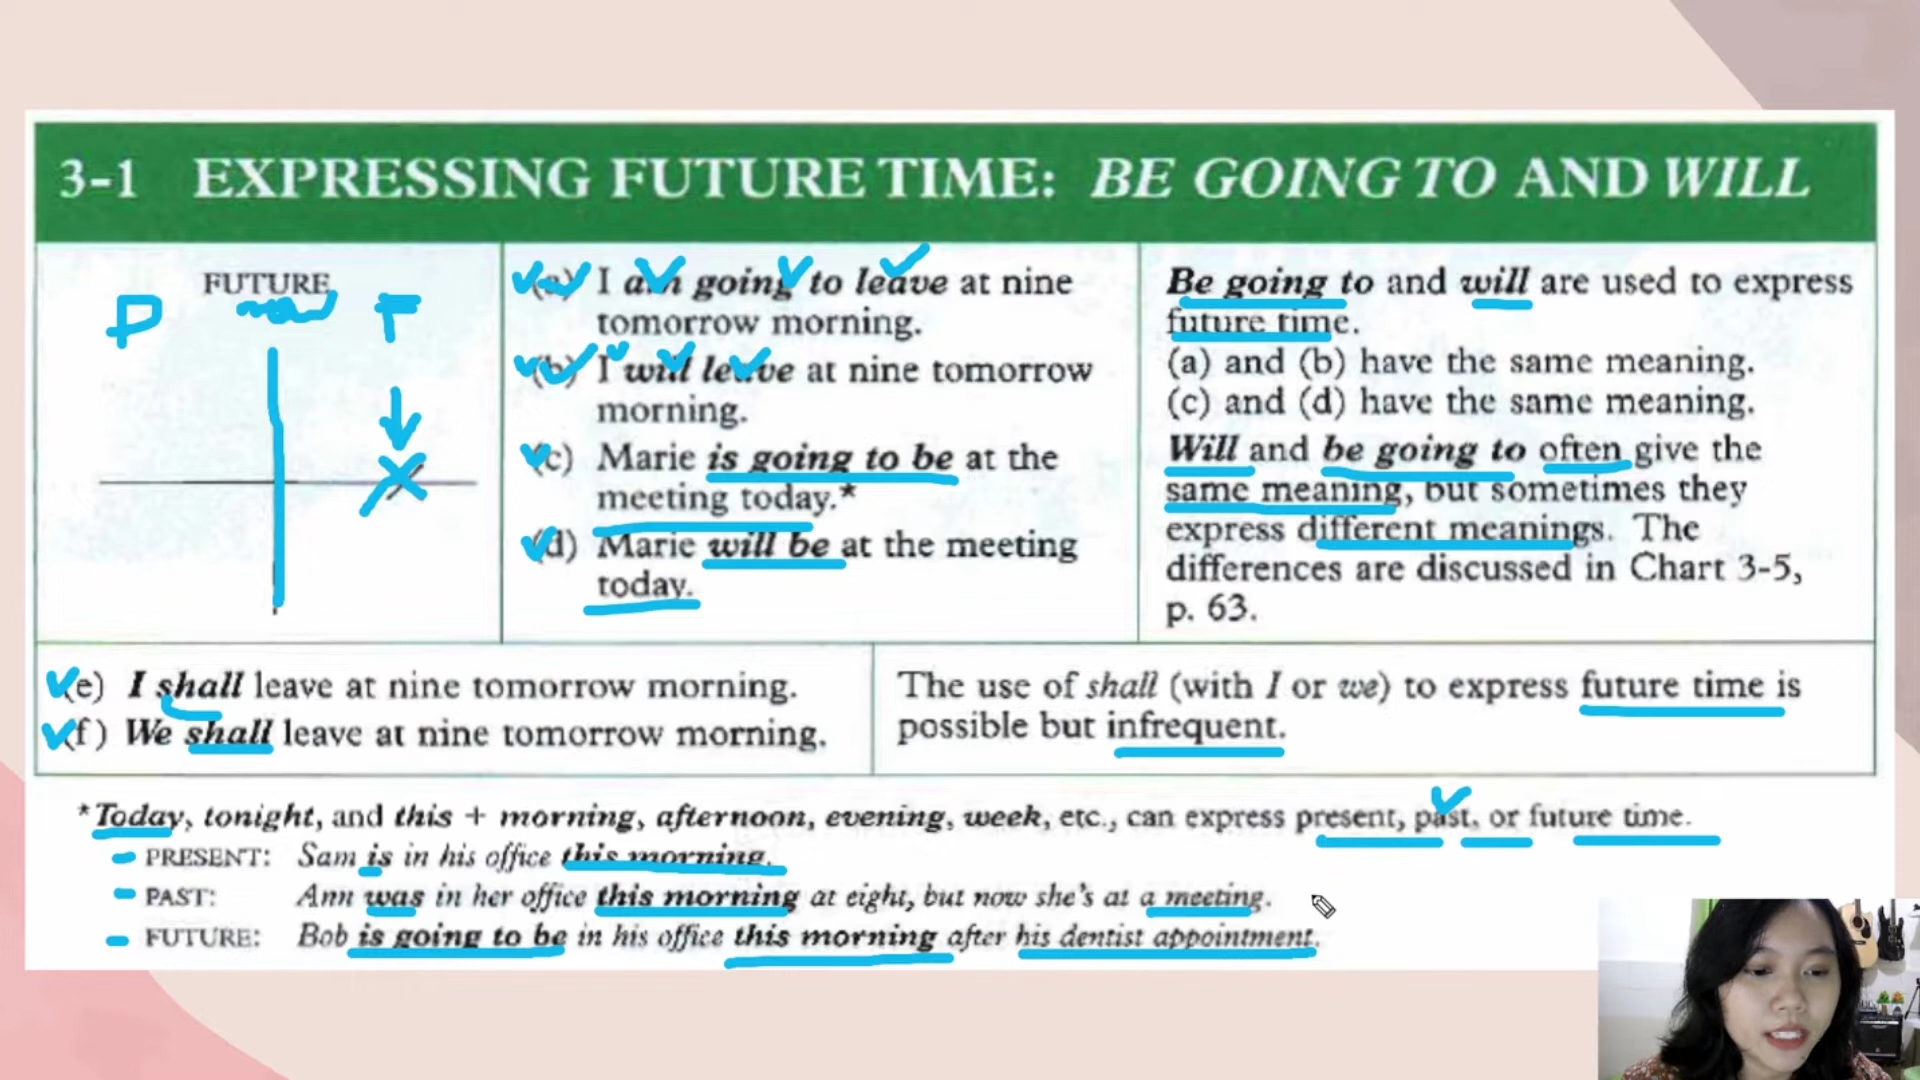 3-1 EXPRESSING FUTURE TIME: BE GOING TO AND WILL
FUTURE
P now F
(a) I am going to leave at nine
tomorrow morning.
(b) I will leave at nine tomorrow
morning.
(c) Marie is going to be at the
meeting today.*
(d) Marie will be at the meeting
today.
Be going to and will are used to express
future time.
(a) and (b) have the same meaning.
(c) and (d) have the same meaning.
Will and be going to often give the
same meaning, but sometimes they
express different meanings. The
differences are discussed in Chart 3-5,
p. 63.
(e) I shall leave at nine tomorrow morning.
(f) We shall leave at nine tomorrow morning.
The use of shall (with I or we) to express future time is
possible but infrequent.
*Today, tonight, and this + morning, afternoon, evening, week, etc., can express present, past, or future time.
PRESENT: Sam is in his office this morning.
PAST: Ann was in her office this morning at eight, but now she's at a meeting.
FUTURE: Bob is going to be in his office this morning after his dentist appointment.